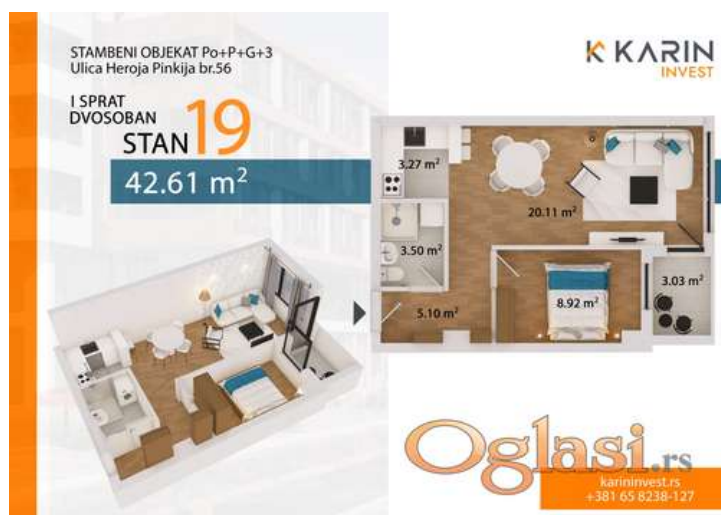 STAMBENI OBJEKAT Po+P+G+3
Ulica Heroja Pinkija br.56
I SPRAT
DVOSOBAN
STAN 19
42.61 m²
KARIN
INVEST
3.27 m²
20.11 m²
3.50 m²
3.03 m²
8.92 m²
5.10 m²
Oglasi.rs
karininvest.rs
+381 65 8238-127